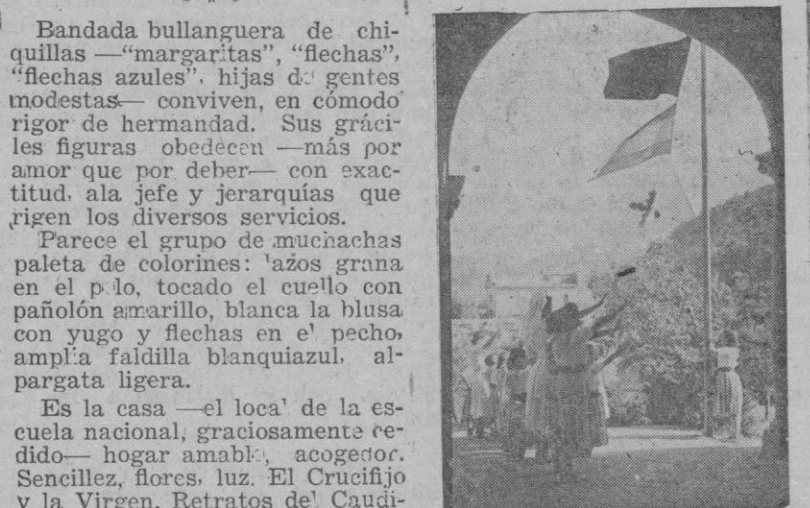 Bandada bullanguera de chi-
quillas —“margaritas”, “flechas”,
“flechas azules”, hijas de gentes
modestas— conviven, en cómodo
rigor de hermandad. Sus gráci-
les figuras obedecen —más por
amor que por deber— con exac-
titud, ala jefe y jerarquías que
rigen los diversos servicios.
Parece el grupo de muchachas
paleta de colorines: lazos grana
en el pelo, tocado el cuello con
pañolón amarillo, blanca la blusa
con yugo y flechas en el pecho,
amplia faldilla blanquiazul, al-
pargata ligera.
Es la casa —el local de la es-
cuela nacional, graciosamente ce-
dido— hogar amable, acogedor.
Sencillez, flores, luz. El Crucifijo
y la Virgen. Retratos del Caudi-